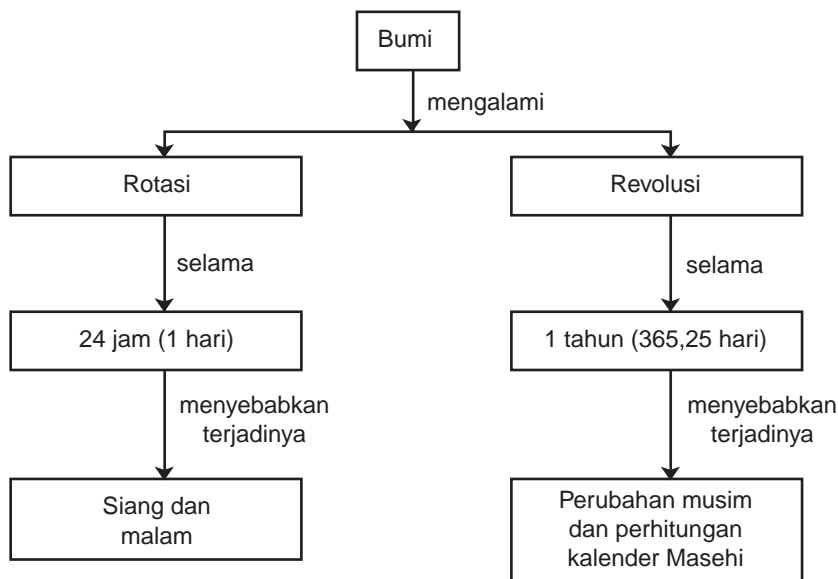 Bumi
mengalami
Rotasi
Revolusi
selama
selama
24 jam (1 hari)
1 tahun (365,25 hari)
menyebabkan
terjadinya
menyebabkan
terjadinya
Siang dan
malam
Perubahan musim
dan perhitungan
kalender Masehi